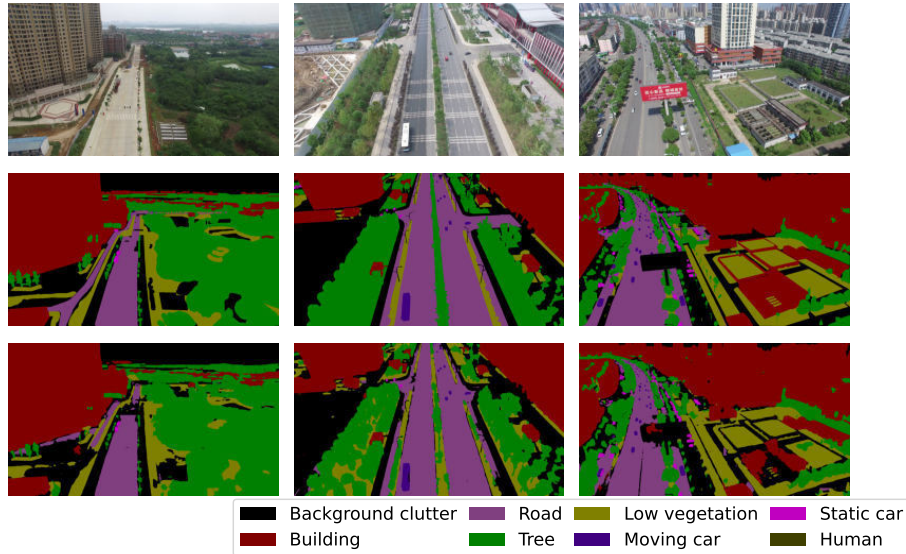 Background clutter
Road
Low vegetation
Static car
Building
Tree
Moving car
Human